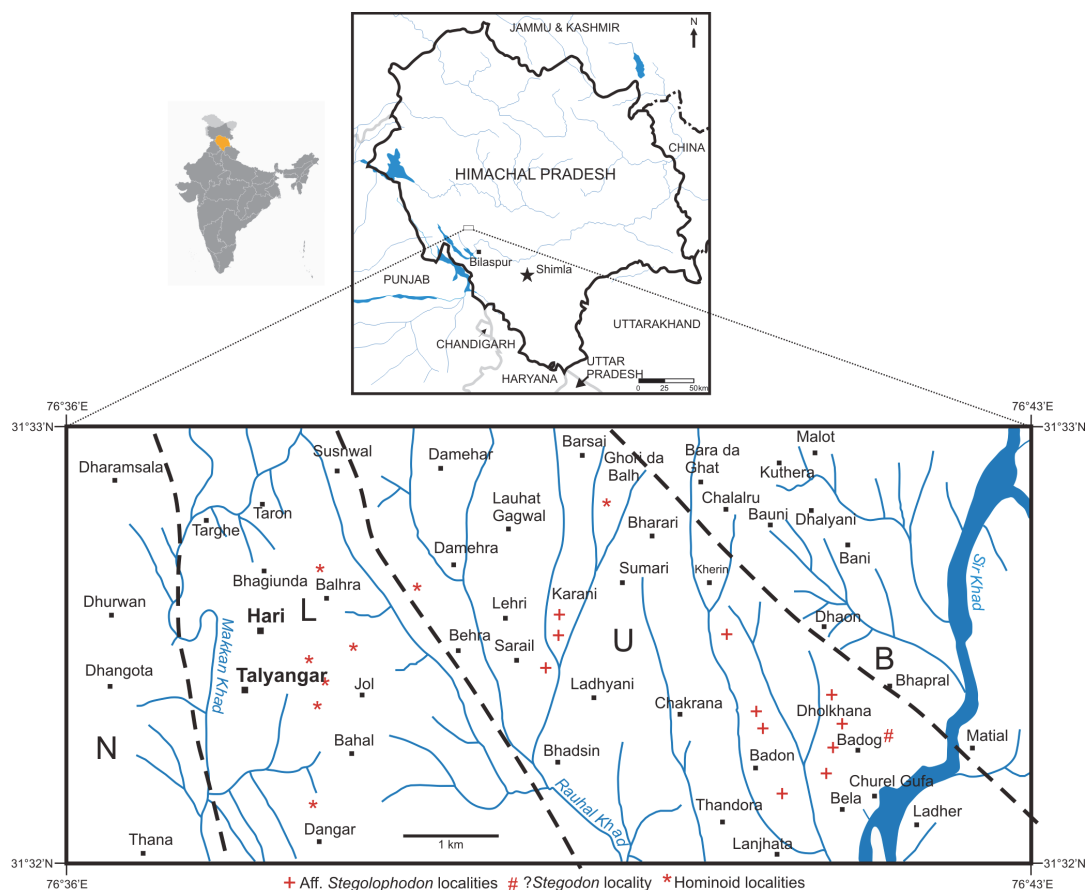 JAMMU & KASHMIR
N
CHINA
HIMACHAL PRADESH
Bilaspur
Shimla
PUNJAB
CHANDIGARH
UTTARAKHAND
HARYANA
UTTAR
PRADESH
0 25 50km
76°36'E
76°43'E
31°33'N
31°33'N
Dharamsala
Sushwal
Damehar
Barsai
Ghori da
Balh
Bara da
Ghat
Malot
Kuthera
Targhe
Taron
Lauhat
Gagwal
Bharari
Chalalru
Bauni
Dhalyani
Bani
Bhagiunda
Balhra
Damehra
Sumari
Kherin
Sir Khad
Dhurwan
Hari
L
Lehri
Karani
Dhaon
Makkan Khad
Behra
Sarail
U
B
Dhangota
Talyangar
Jol
Ladhyani
Chakrana
Dholkhana
Bhapral
N
Bahal
Bhadsin
Badon
Badog
#
Matial
Rauhal Khad
Churel Gufa
Thana
Dangar
1 km
Thandora
Bela
Ladher
Lanjhata
31°32'N
31°32'N
76°36'E
76°43'E
+ Aff. Stegolophodon localities # ?Stegodon locality * Hominoid localities